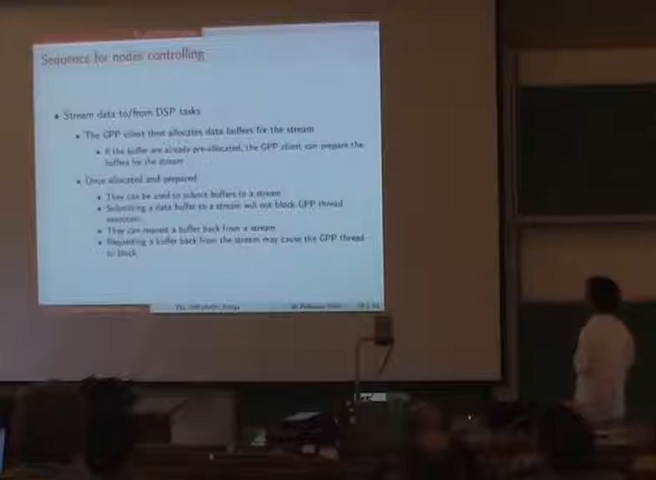 Sequence for nodes controlling
Stream data to/from DSP tasks
The GPP client then allocates data buffers for the stream
If the buffer are already pre-allocated, the GPP client can prepare the
buffers for the stream
Once allocated and prepared
They can be used to submit buffers to a stream
Submitting a data buffer to a stream will not block GPP thread
execution
They can request a buffer back from a stream
Requesting a buffer back from the stream may cause the GPP thread
to block